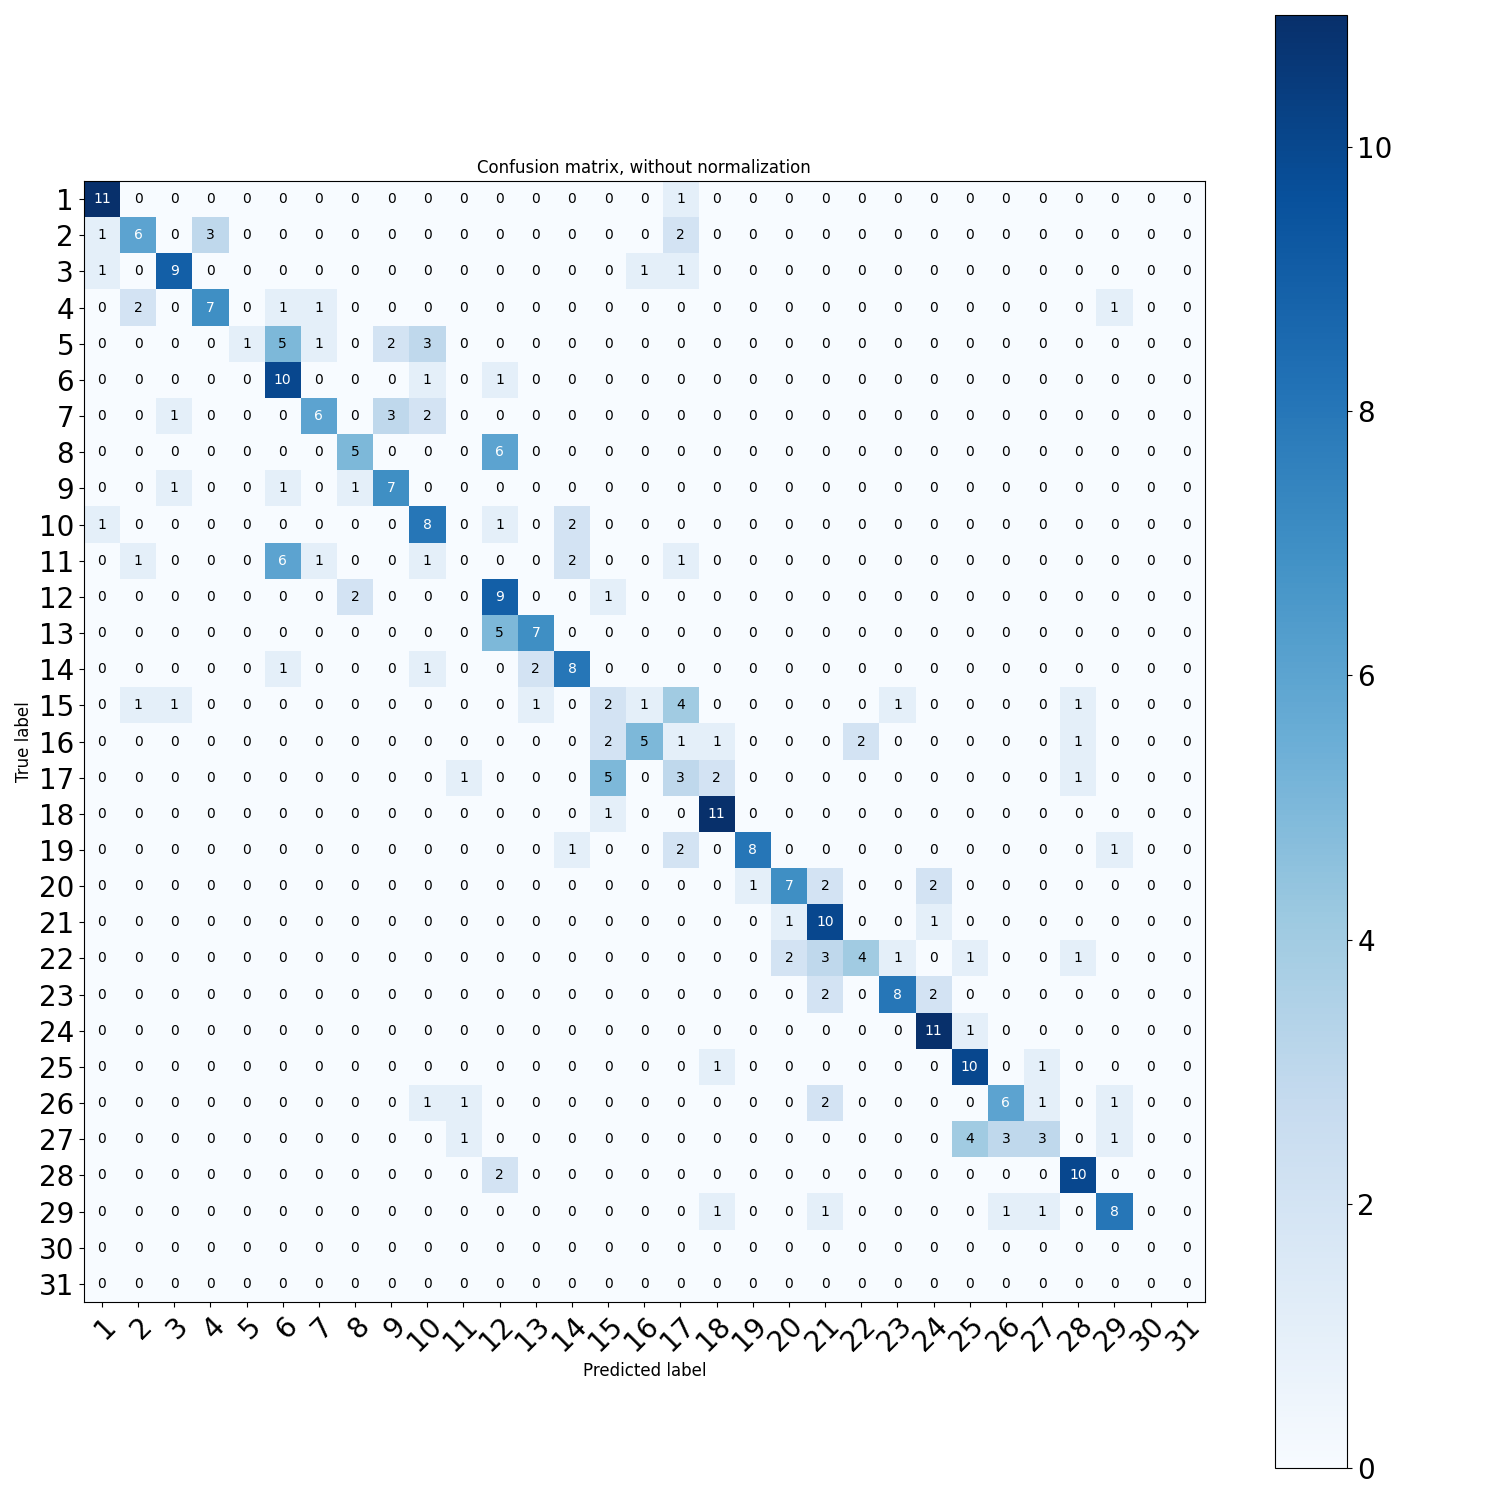 Confusion matrix, without normalization
1 11 0 0 0 0 0 0 0 0 0 0 0 0 0 0 0 1 0 0 0 0 0 0 0 0 0 0 0 0 0 0
2 1 6 0 3 0 0 0 0 0 0 0 0 0 0 0 0 2 0 0 0 0 0 0 0 0 0 0 0 0 0 0
3 1 0 9 0 0 0 0 0 0 0 0 0 0 0 0 1 1 0 0 0 0 0 0 0 0 0 0 0 0 0 0
4 0 2 0 7 0 1 1 0 0 0 0 0 0 0 0 0 0 0 0 0 0 0 0 0 0 0 0 0 1 0 0
5 0 0 0 0 1 5 1 0 2 3 0 0 0 0 0 0 0 0 0 0 0 0 0 0 0 0 0 0 0 0 0
6 0 0 0 0 0 10 0 0 0 1 0 1 0 0 0 0 0 0 0 0 0 0 0 0 0 0 0 0 0 0 0
7 0 0 1 0 0 0 6 0 3 2 0 0 0 0 0 0 0 0 0 0 0 0 0 0 0 0 0 0 0 0 0
8 0 0 0 0 0 0 0 5 0 0 0 6 0 0 0 0 0 0 0 0 0 0 0 0 0 0 0 0 0 0 0
9 0 0 1 0 0 1 0 1 7 0 0 0 0 0 0 0 0 0 0 0 0 0 0 0 0 0 0 0 0 0 0
10 1 0 0 0 0 0 0 0 0 8 0 1 0 2 0 0 0 0 0 0 0 0 0 0 0 0 0 0 0 0 0
11 0 1 0 0 0 6 1 0 0 1 0 0 0 2 0 0 1 0 0 0 0 0 0 0 0 0 0 0 0 0 0
12 0 0 0 0 0 0 0 2 0 0 0 9 0 0 1 0 0 0 0 0 0 0 0 0 0 0 0 0 0 0 0
13 0 0 0 0 0 0 0 0 0 0 0 5 7 0 0 0 0 0 0 0 0 0 0 0 0 0 0 0 0 0 0
14 0 0 0 0 0 1 0 0 0 1 0 0 2 8 0 0 0 0 0 0 0 0 0 0 0 0 0 0 0 0 0
15 0 1 1 0 0 0 0 0 0 0 0 0 1 0 2 1 4 0 0 0 0 0 1 0 0 0 0 1 0 0 0
16 0 0 0 0 0 0 0 0 0 0 0 0 0 0 2 5 1 1 0 0 0 2 0 0 0 0 0 1 0 0 0
17 0 0 0 0 0 0 0 0 0 0 1 0 0 0 5 0 3 2 0 0 0 0 0 0 0 0 0 1 0 0 0
18 0 0 0 0 0 0 0 0 0 0 0 0 0 0 1 0 0 11 0 0 0 0 0 0 0 0 0 0 0 0 0
19 0 0 0 0 0 0 0 0 0 0 0 0 0 1 0 0 2 0 8 0 0 0 0 0 0 0 0 0 1 0 0
20 0 0 0 0 0 0 0 0 0 0 0 0 0 0 0 0 0 0 1 7 2 0 0 2 0 0 0 0 0 0 0
21 0 0 0 0 0 0 0 0 0 0 0 0 0 0 0 0 0 0 0 1 10 0 0 1 0 0 0 0 0 0 0
22 0 0 0 0 0 0 0 0 0 0 0 0 0 0 0 0 0 0 0 2 3 4 1 0 1 0 0 1 0 0 0
23 0 0 0 0 0 0 0 0 0 0 0 0 0 0 0 0 0 0 0 0 2 0 8 2 0 0 0 0 0 0 0
24 0 0 0 0 0 0 0 0 0 0 0 0 0 0 0 0 0 0 0 0 0 0 0 11 1 0 0 0 0 0 0
25 0 0 0 0 0 0 0 0 0 0 0 0 0 0 0 0 0 1 0 0 0 0 0 0 10 0 1 0 0 0 0
26 0 0 0 0 0 0 0 0 0 1 1 0 0 0 0 0 0 0 0 0 2 0 0 0 0 6 1 0 1 0 0
27 0 0 0 0 0 0 0 0 0 0 1 0 0 0 0 0 0 0 0 0 0 0 0 0 4 3 3 0 1 0 0
28 0 0 0 0 0 0 0 0 0 0 0 2 0 0 0 0 0 0 0 0 0 0 0 0 0 0 0 10 0 0 0
29 0 0 0 0 0 0 0 0 0 0 0 0 0 0 0 0 0 1 0 0 1 0 0 0 0 1 1 0 8 0 0
30 0 0 0 0 0 0 0 0 0 0 0 0 0 0 0 0 0 0 0 0 0 0 0 0 0 0 0 0 0 0 0
31 0 0 0 0 0 0 0 0 0 0 0 0 0 0 0 0 0 0 0 0 0 0 0 0 0 0 0 0 0 0 0
1 2 3 4 5 6 7 8 9 10 11 12 13 14 15 16 17 18 19 20 21 22 23 24 25 26 27 28 29 30 31
Predicted label
True label
10
8
6
4
2
0